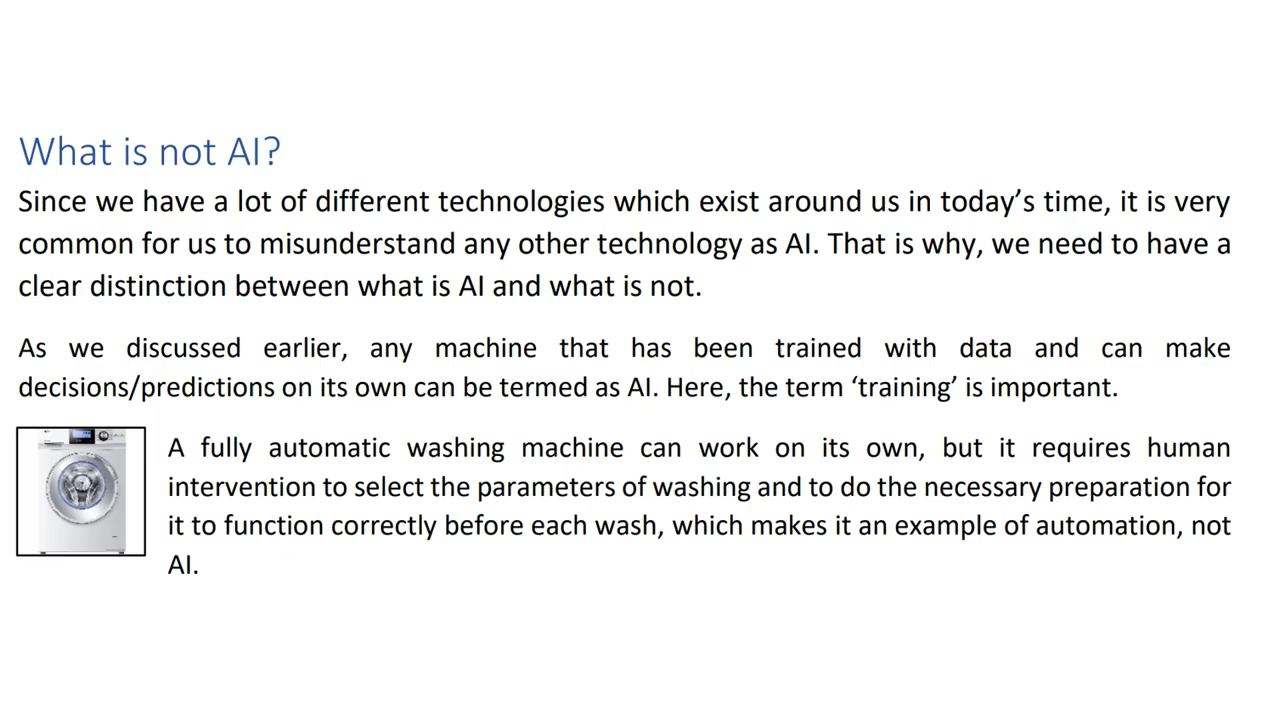 What is not AI?
Since we have a lot of different technologies which exist around us in today’s time, it is very
common for us to misunderstand any other technology as AI. That is why, we need to have a
clear distinction between what is AI and what is not.
As we discussed earlier, any machine that has been trained with data and can make
decisions/predictions on its own can be termed as AI. Here, the term ‘training’ is important.
A fully automatic washing machine can work on its own, but it requires human
intervention to select the parameters of washing and to do the necessary preparation for
it to function correctly before each wash, which makes it an example of automation, not
AI.